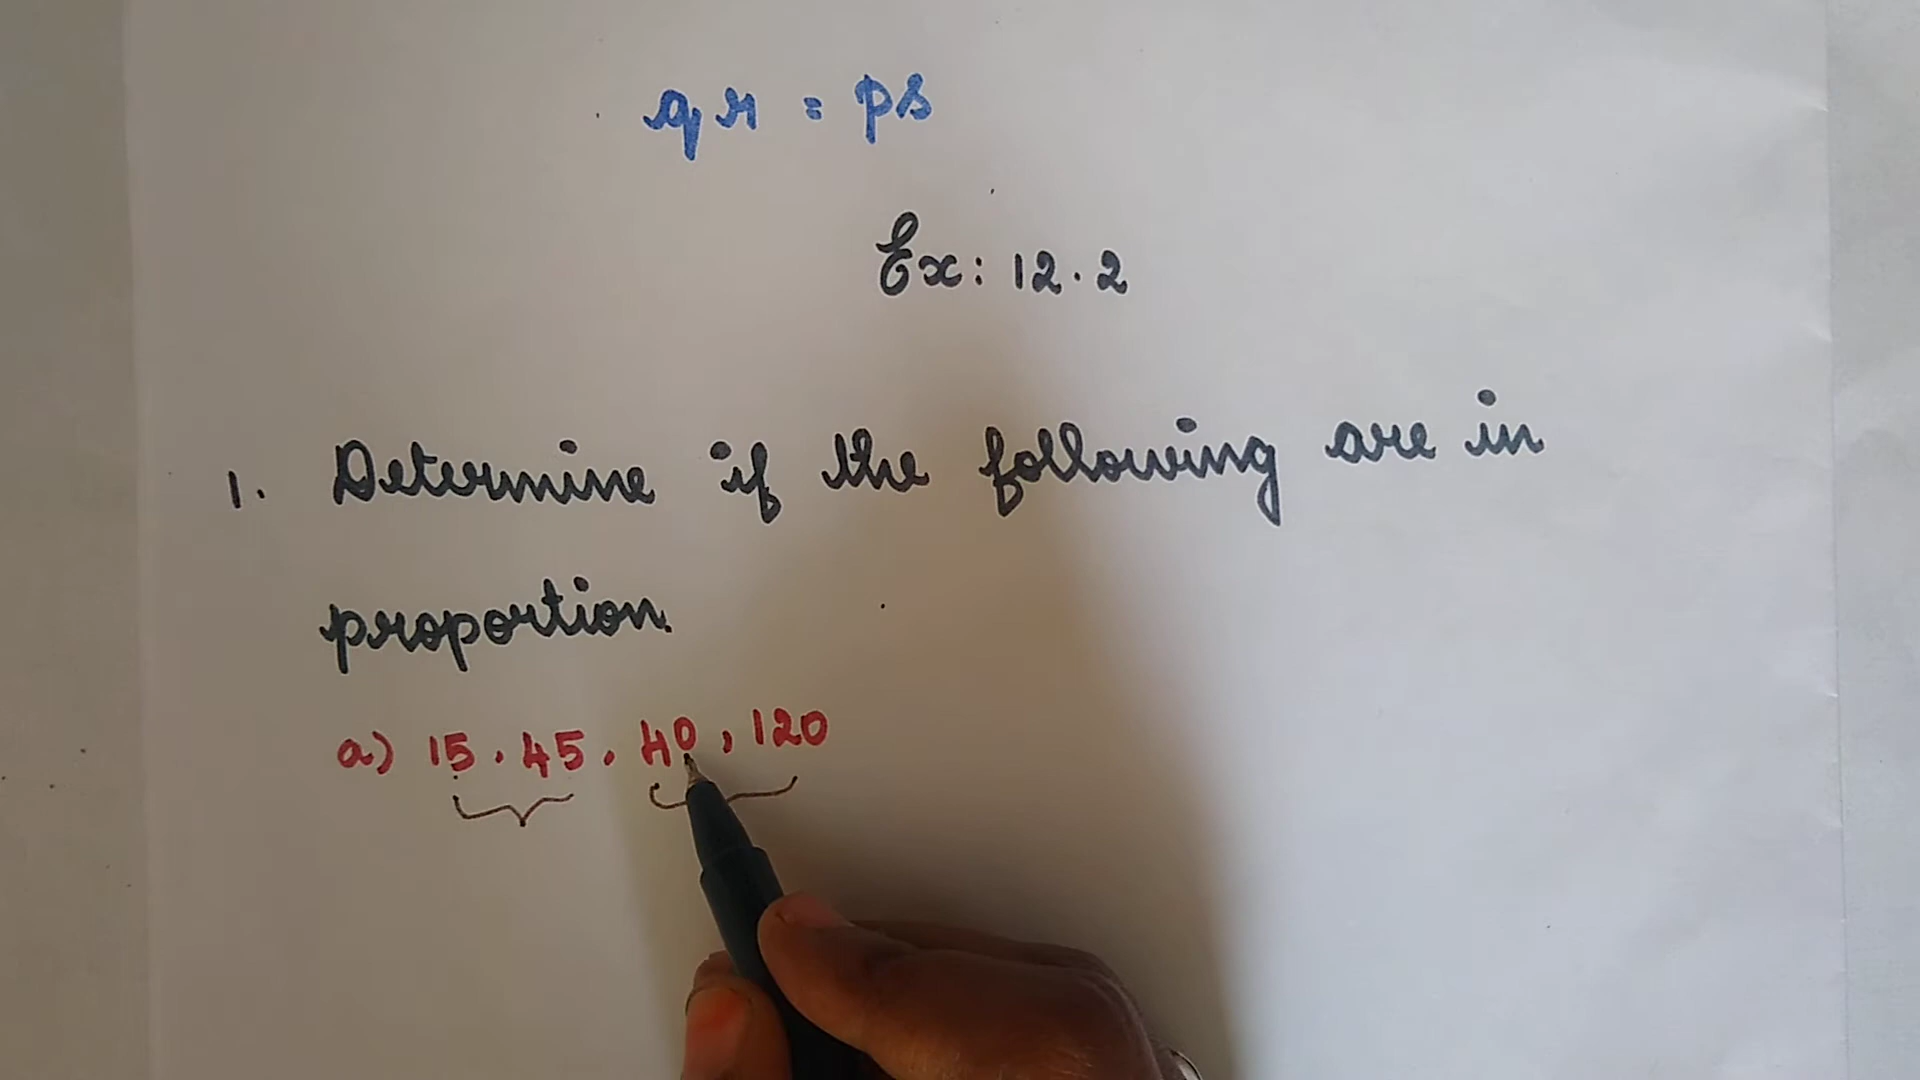 qr = ps
Ex: 12.2
1. Determine if the following are in
proportion.
a) 15, 45, 40, 120